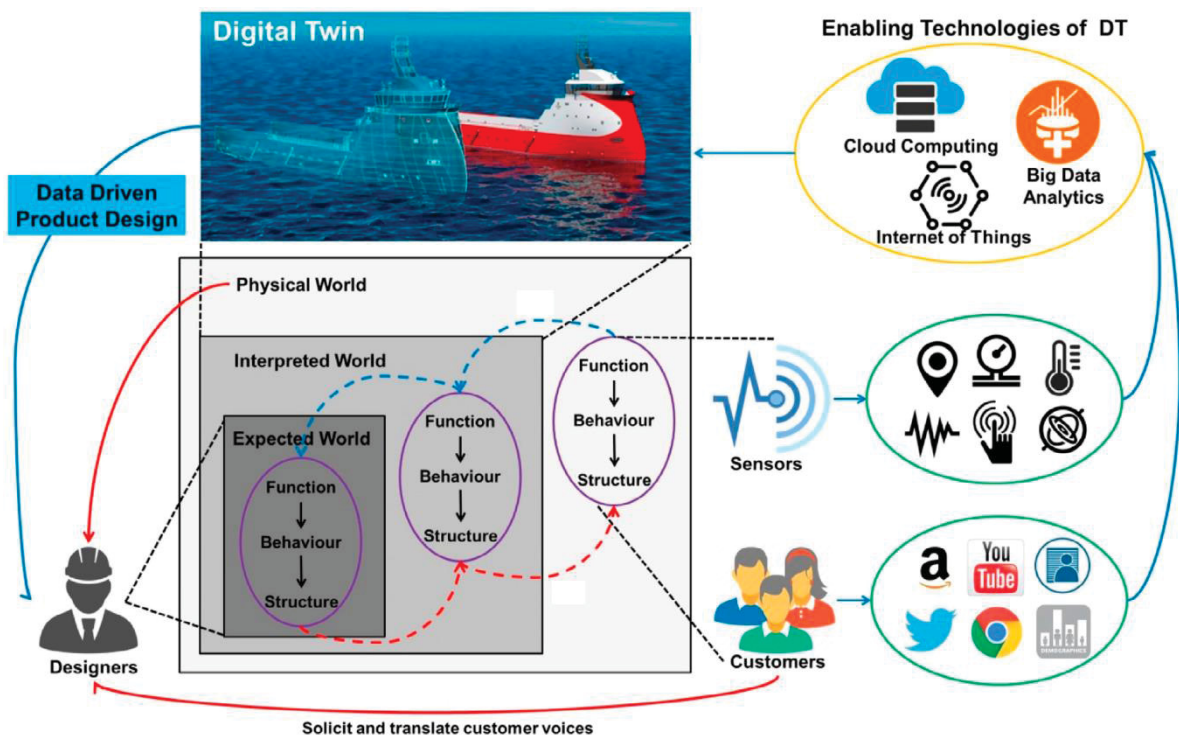 Digital Twin
Enabling Technologies of DT
Cloud Computing
Big Data
Analytics
Internet of Things
Data Driven
Product Design
Physical World
Interpreted World
Expected World
Function
Behaviour
Structure
Function
Behaviour
Structure
Function
Behaviour
Structure
Sensors
Designers
Customers
a
You
Tube
DEMOGRAPHICS
Solicit and translate customer voices